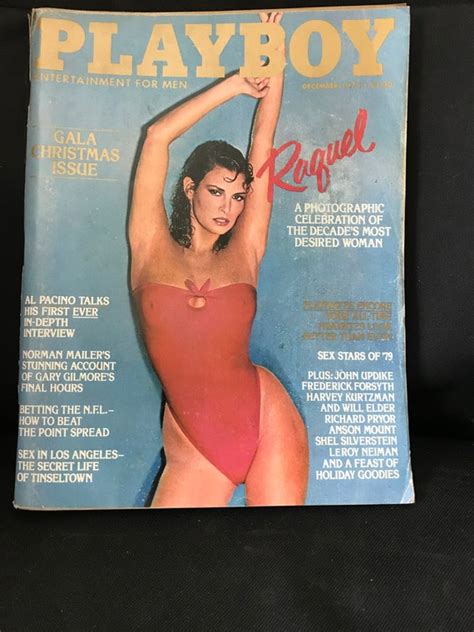 PLAYBOY
ENTERTAINMENT FOR MEN
DECEMBER
GALA
CHRISTMAS
ISSUE
Raquel
A PHOTOGRAPHIC
CELEBRATION OF
THE DECADE'S MOST
DESIRED WOMAN
AL PACINO TALKS
HIS FIRST EVER
IN-DEPTH
INTERVIEW
NORMAN MAILER'S
STUNNING ACCOUNT
OF GARY GILMORE'S
FINAL HOURS
BETTING THE N.F.L.–
HOW TO BEAT
THE POINT SPREAD
SEX IN LOS ANGELES–
THE SECRET LIFE
OF TINSELTOWN
BETTER THAN EVER
SEX STARS OF '79
PLUS: JOHN UPDIKE
FREDERICK FORSYTH
HARVEY KURTZMAN
AND WILL ELDER
RICHARD PRYOR
ANSON MOUNT
SHEL SILVERSTEIN
LEROY NEIMAN
AND A FEAST OF
HOLIDAY GOODIES